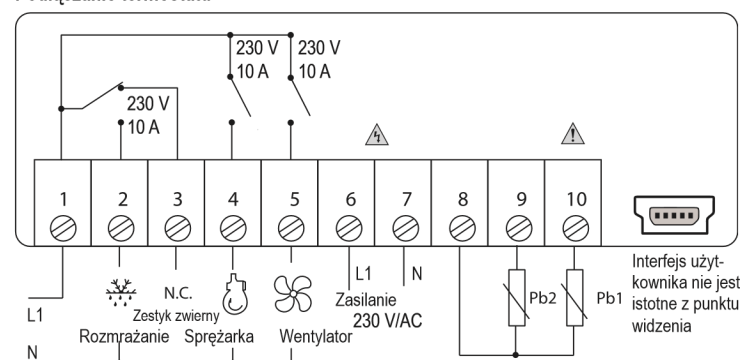 230 V 230 V
10 A 10 A
230 V
10 A
1 2 3 4 5 6 7 8 9 10
L1 N
N.C.
Zestyk zwierny
Rozmrażanie Sprężarka Wentylator
Zasilanie
230 V/AC
Pb2 Pb1
Interfejs użyt-
kownika nie jest
istotne z punktu
widzenia
L1
N